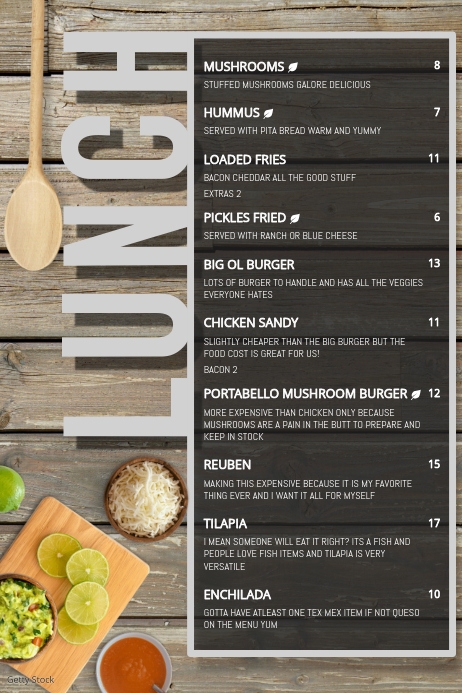 LUNCH
MUSHROOMS 8
STUFFED MUSHROOMS GALORE DELICIOUS
HUMMUS 7
SERVED WITH PITA BREAD WARM AND YUMMY
LOADED FRIES 11
BACON CHEDDAR ALL THE GOOD STUFF
EXTRAS 2
PICKLES FRIED 6
SERVED WITH RANCH OR BLUE CHEESE
BIG OL BURGER 13
LOTS OF BURGER TO HANDLE AND HAS ALL THE VEGGIES
EVERYONE HATES
CHICKEN SANDY 11
SLIGHTLY CHEAPER THAN THE BIG BURGER BUT THE
FOOD COST IS GREAT FOR US!
BACON 2
PORTABELLO MUSHROOM BURGER 12
MORE EXPENSIVE THAN CHICKEN ONLY BECAUSE
MUSHROOMS ARE A PAIN IN THE BUTT TO PREPARE AND
KEEP IN STOCK
REUBEN 15
MAKING THIS EXPENSIVE BECAUSE IT IS MY FAVORITE
THING EVER AND I WANT IT ALL FOR MYSELF
TILAPIA 17
I MEAN SOMEONE WILL EAT IT RIGHT? ITS A FISH AND
PEOPLE LOVE FISH ITEMS AND TILAPIA IS VERY
VERSATILE
ENCHILADA 10
GOTTA HAVE ATLEAST ONE TEX MEX ITEM IF NOT QUESO
ON THE MENU YUM
Getty Stock